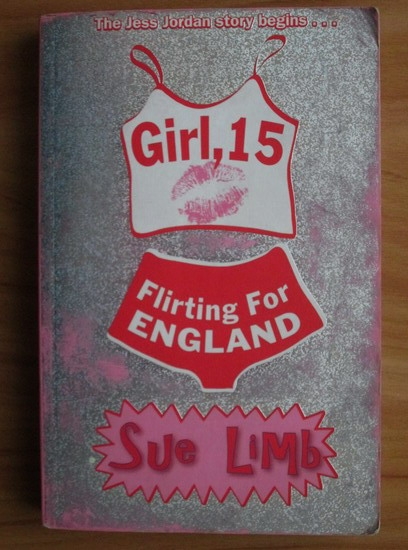 The Jess Jordan story begins . . .
Girl, 15
Flirting For
ENGLAND
Sue Limb